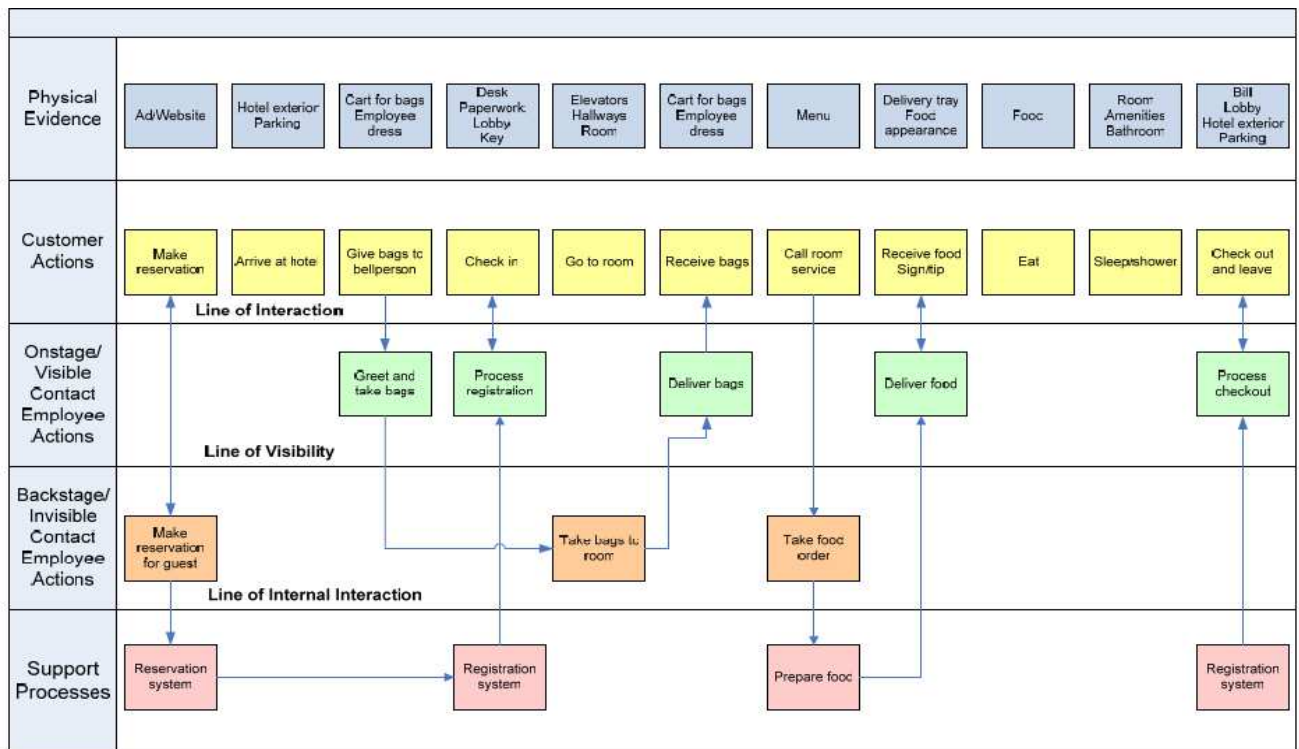 Physical
Evidence
Ad/Website
Hotel exterior
Parking
Cart for bags
Employee
dress
Desk
Paperwork
Lobby
Key
Elevators
Hallways
Room
Cart for bags
Employee
dress
Menu
Delivery tray
Food
appearance
Food
Room
Amenities
Bathroom
Bill
Lobby
Hotel exterior
Parking
Customer
Actions
Make
reservation
Arrive at hotel
Give bags to
bellperson
Check in
Go to room
Receive bags
Call room
service
Receive food
Sign/tip
Eat
Sleep/shower
Check out
and leave
Line of Interaction
Onstage/
Visible
Contact
Employee
Actions
Greet and
take bags
Process
registration
Deliver bags
Deliver food
Process
checkout
Line of Visibility
Backstage/
Invisible
Contact
Employee
Actions
Make
reservation
for guest
Take bags to
room
Take food
order
Line of Internal Interaction
Support
Processes
Reservation
system
Registration
system
Prepare food
Registration
system